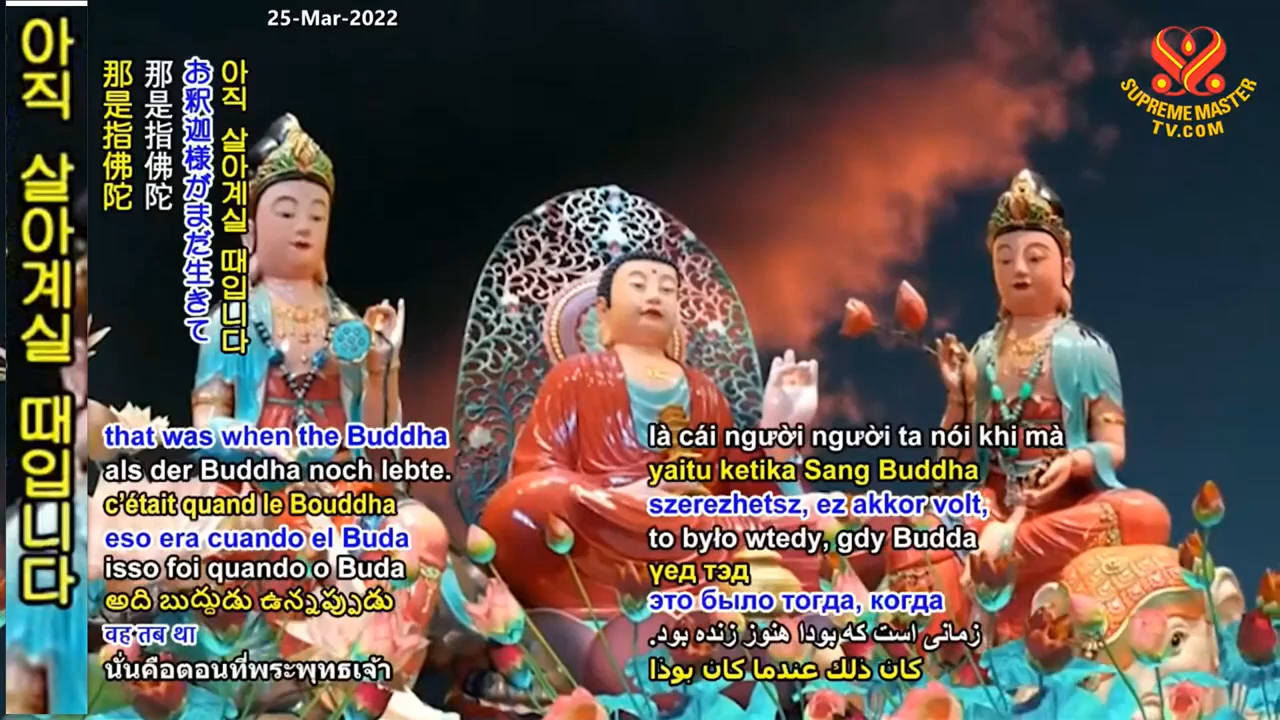 25-Mar-2022
SUPREME MASTER
TV.COM
아직 살아계실 때입니다
那是指佛陀
那是指佛陀
お釈迦様がまだ生きて
아직 살아계실 때입니다
that was when the Buddha
als der Buddha noch lebte.
c'était quand le Bouddha
eso era cuando el Buda
isso foi quando o Buda
అది బుద్ధుడు ఉన్నప్పుడు
वह तब था
นั่นคือตอนที่พระพุทธเจ้า
là cái người người ta nói khi mà
yaitu ketika Sang Buddha
szerezhetsz, ez akkor volt,
to było wtedy, gdy Budda
үед тэд
это было тогда, когда
زمانی است که بودا هنوز زنده بود.
كان ذلك عندما كان بوذا